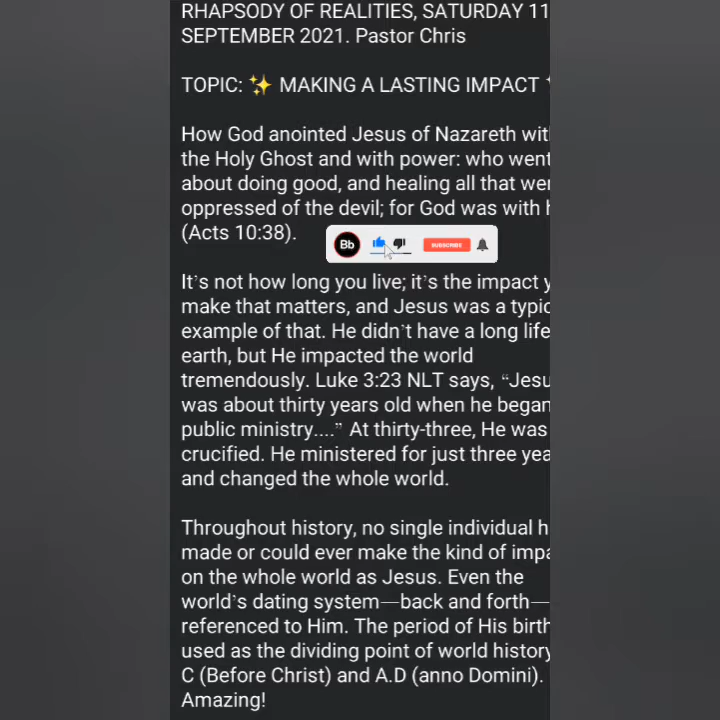 RHAPSODY OF REALITIES, SATURDAY 11
SEPTEMBER 2021. Pastor Chris
TOPIC: ✨ MAKING A LASTING IMPACT
How God anointed Jesus of Nazareth wit
the Holy Ghost and with power: who went
about doing good, and healing all that wer
oppressed of the devil; for God was with h
(Acts 10:38).
Bb
SUBSCRIBE
It's not how long you live; it's the impact y
make that matters, and Jesus was a typic
example of that. He didn't have a long life
earth, but He impacted the world
tremendously. Luke 3:23 NLT says, “Jesu
was about thirty years old when he began
public ministry....” At thirty-three, He was
crucified. He ministered for just three yea
and changed the whole world.
Throughout history, no single individual h
made or could ever make the kind of impa
on the whole world as Jesus. Even the
world's dating system—back and forth—
referenced to Him. The period of His birth
used as the dividing point of world history
C (Before Christ) and A.D (anno Domini).
Amazing!